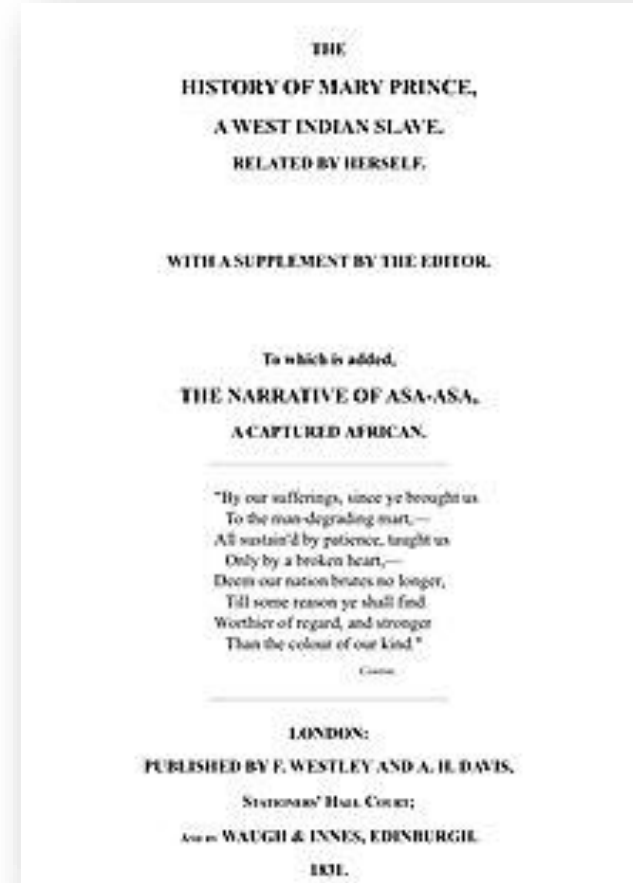 THE
HISTORY OF MARY PRINCE,
A WEST INDIAN SLAVE.
RELATED BY HERSELF.
WITH A SUPPLEMENT BY THE EDITOR.
To which is added,
THE NARRATIVE OF ASA-ASA,
A CAPTURED AFRICAN.
"By our sufferings, since ye brought us
To the man-degrading mart,—
All sustain'd by patience, taught us
Only by a broken heart,—
Deem our nation brutes no longer,
Till some reason ye shall find
Worthier of regard, and stronger
Than the colour of our kind."
LONDON:
PUBLISHED BY F. WESTLEY AND A. H. DAVIS,
STATIONERS' HALL COURT;
AND BY WAUGH & INNES, EDINBURGH.
1831.